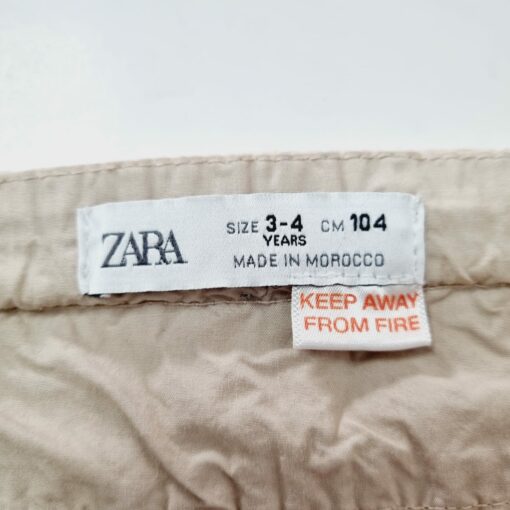 ZARA
SIZE 3-4 CM 104
YEARS
MADE IN MOROCCO
KEEP AWAY
FROM FIRE